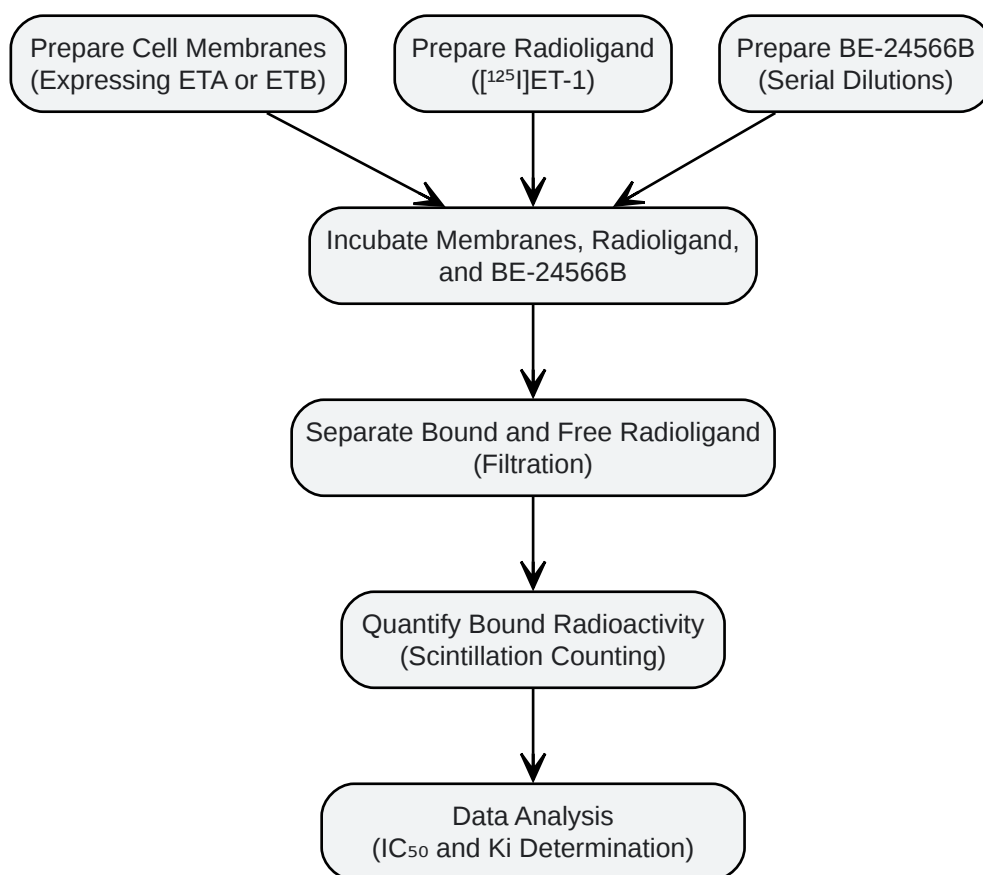 Prepare Cell Membranes
(Expressing ETA or ETB)
Prepare Radioligand
([¹²⁵I]ET-1)
Prepare BE-24566B
(Serial Dilutions)
Incubate Membranes, Radioligand,
and BE-24566B
Separate Bound and Free Radioligand
(Filtration)
Quantify Bound Radioactivity
(Scintillation Counting)
Data Analysis
(IC₅₀ and Ki Determination)